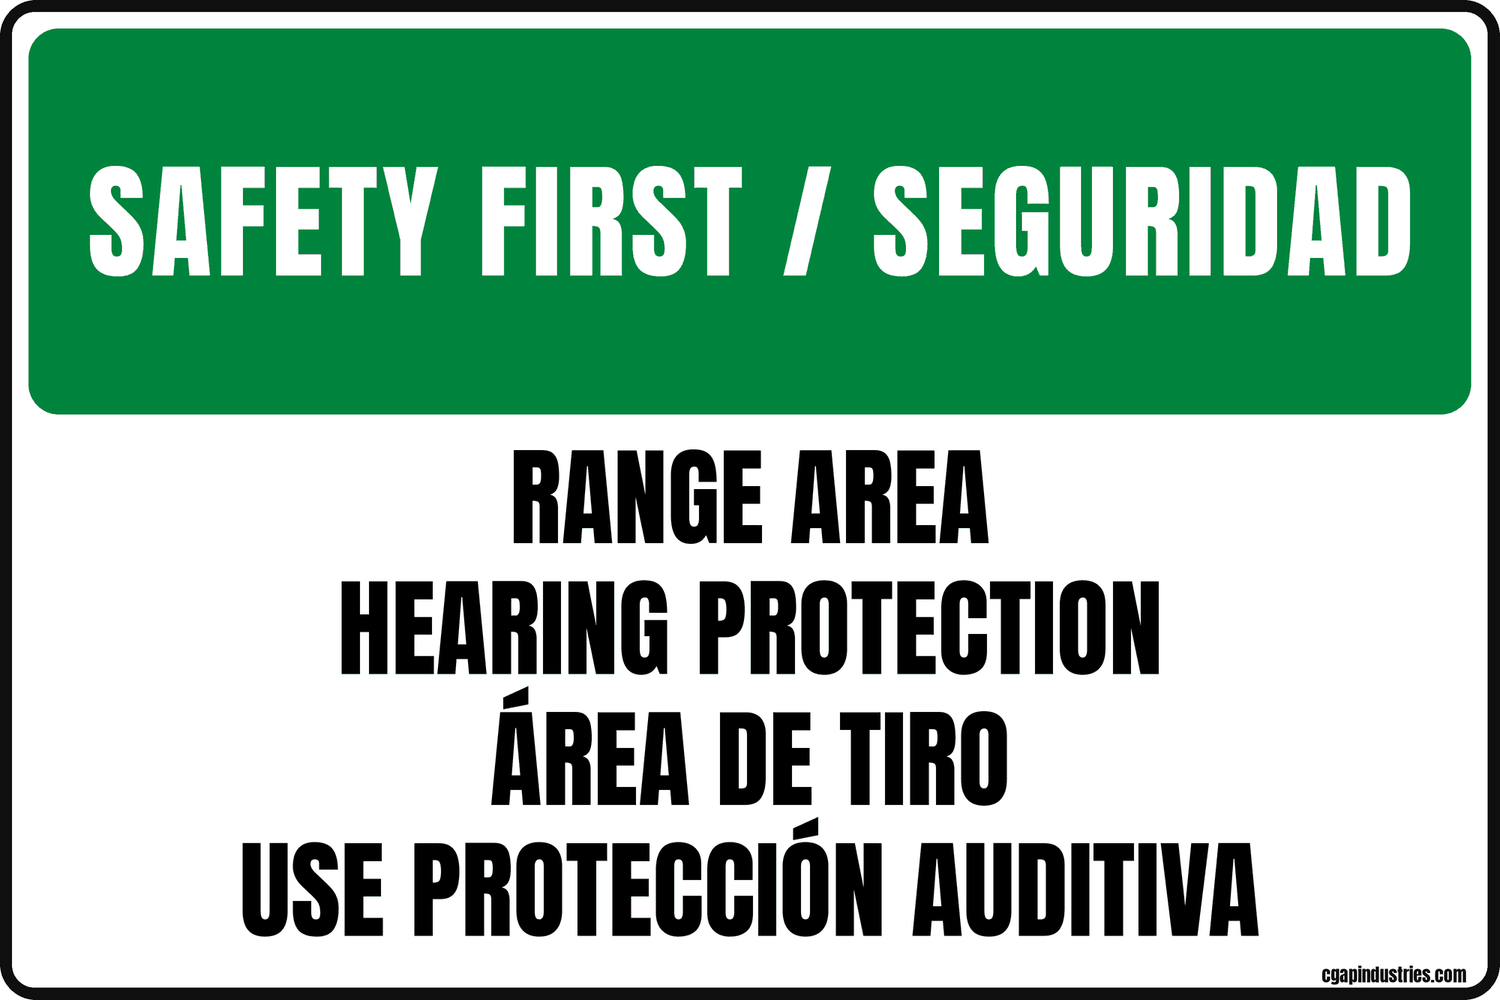 SAFETY FIRST / SEGURIDAD
RANGE AREA
HEARING PROTECTION
ÁREA DE TIRO
USE PROTECCIÓN AUDITIVA
cgapindustries.com